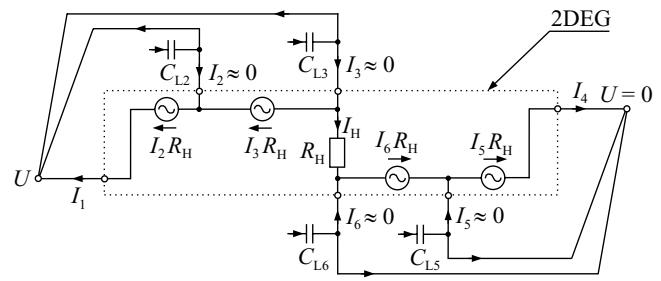 2DEG
C_L2
I_2≈0
C_L3
I_3≈0
I_4
U=0
I_2R_H
I_3R_H
I_H
R_H
I_6R_H
I_5R_H
U
I_1
I_6≈0
I_5≈0
C_L6
C_L5